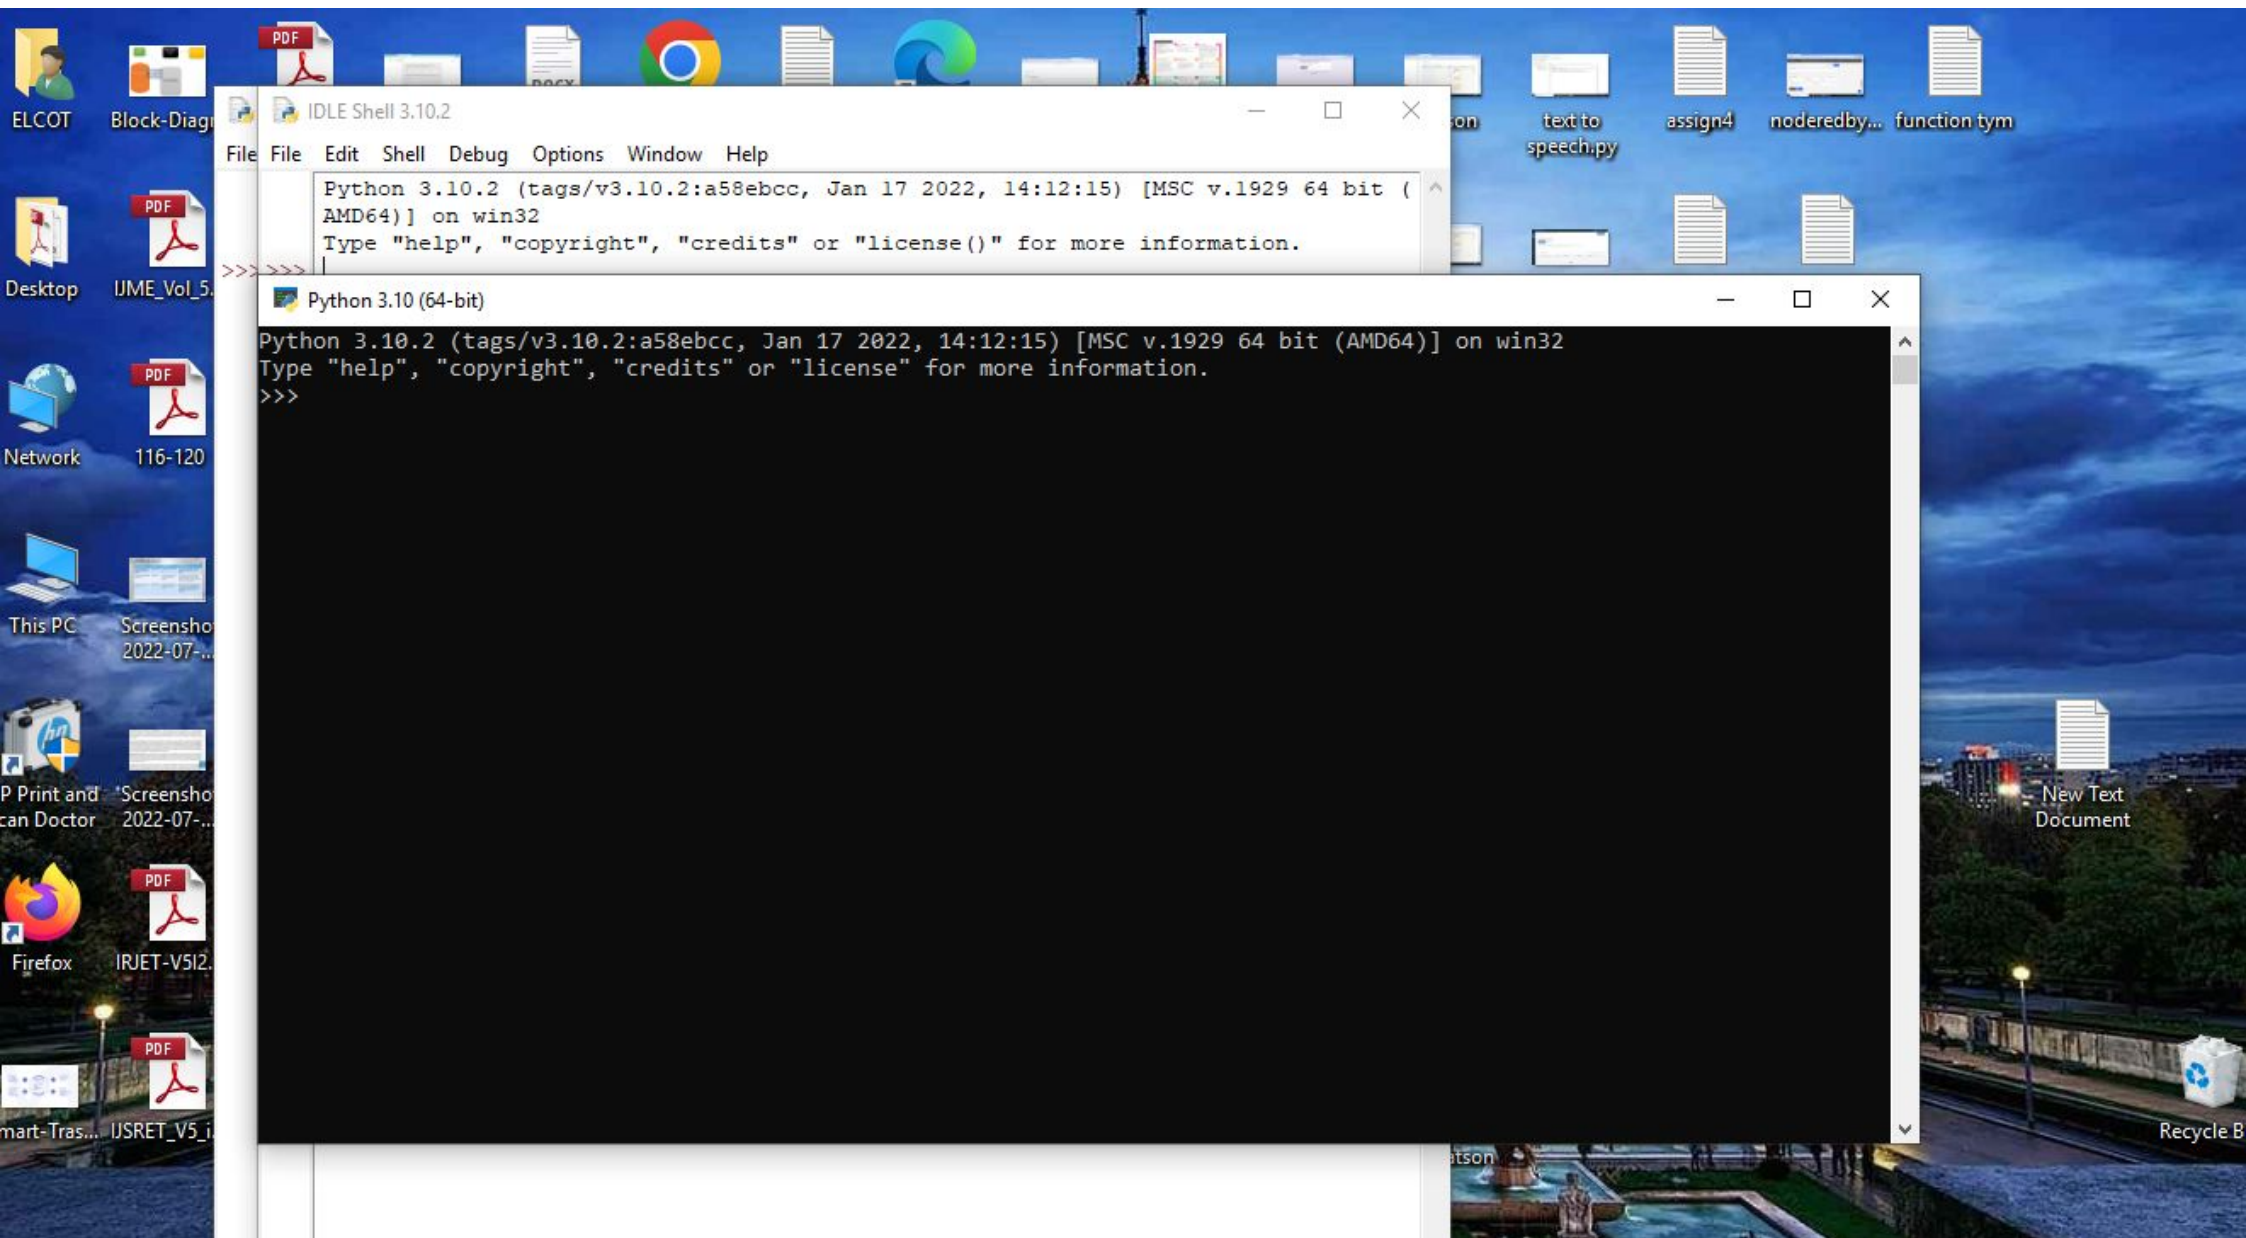 PDF
DOCX
ELCOT
Block-Diagr
text to
speech.py
assign4
noderedby...
function tym
IDLE Shell 3.10.2
File
File Edit Shell Debug Options Window Help
Python 3.10.2 (tags/v3.10.2:a58ebcc, Jan 17 2022, 14:12:15) [MSC v.1929 64 bit (
AMD64)] on win32
Type "help", "copyright", "credits" or "license()" for more information.
>>>
>>>
PDF
Desktop
IJME_Vol_5.
Python 3.10 (64-bit)
Python 3.10.2 (tags/v3.10.2:a58ebcc, Jan 17 2022, 14:12:15) [MSC v.1929 64 bit (AMD64)] on win32
Type "help", "copyright", "credits" or "license" for more information.
>>>
PDF
Network
116-120
This PC
Screensho
2022-07-...
hp
P Print and
can Doctor
Screensho
2022-07-...
New Text
Document
PDF
Firefox
IRJET-V5I2.
PDF
mart-Tras...
IJSRET_V5_i.
Recycle B
atson